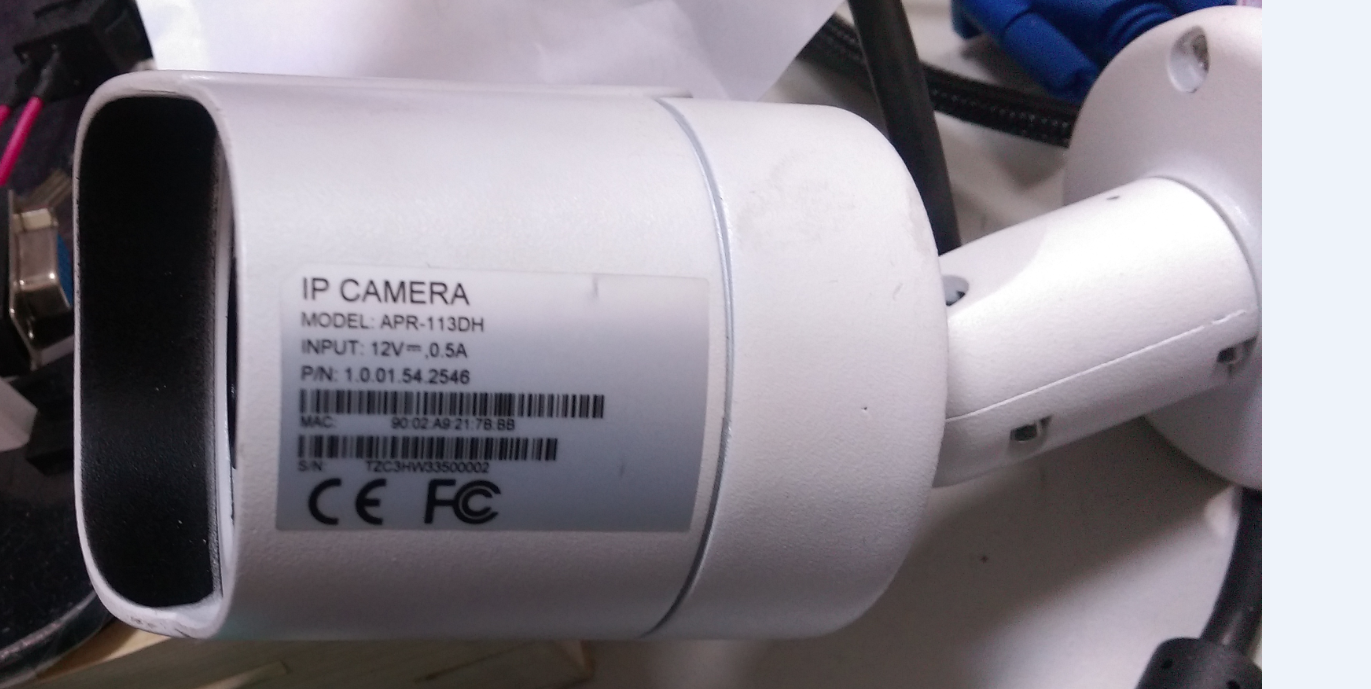 IP CAMERA
MODEL: APR-113DH
INPUT: 12V⎓,0.5A
P/N: 1.0.01.54.2546
MAC: 90:02:A9:21:7B:BB
S/N: TZC3HW33500002
CE FC